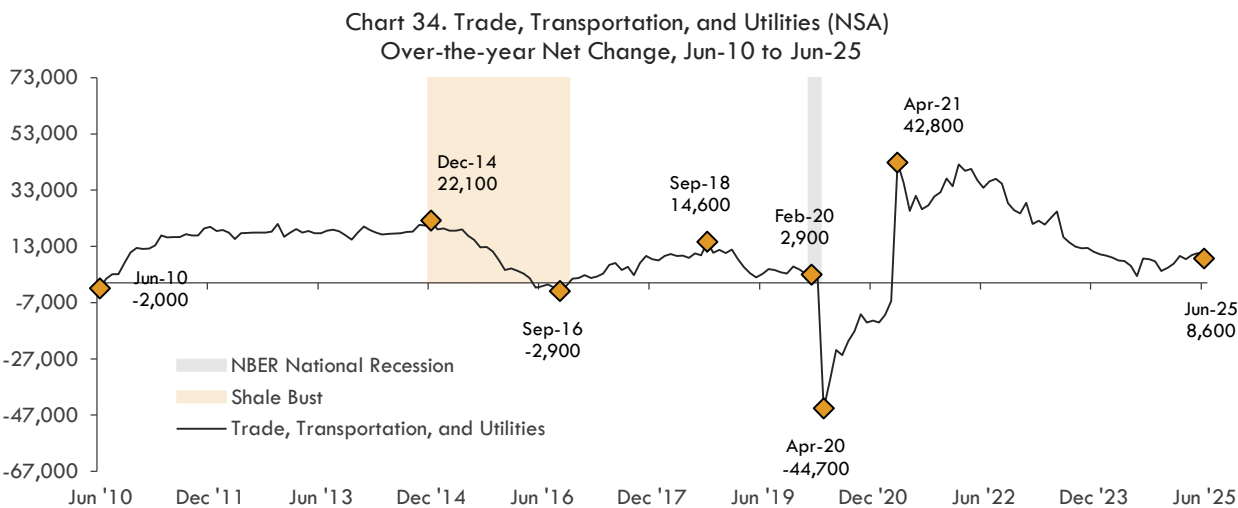 Chart 34. Trade, Transportation, and Utilities (NSA)
Over-the-year Net Change, Jun-10 to Jun-25
73,000
53,000
33,000
13,000
-7,000
-27,000
-47,000
-67,000
Jun-10
-2,000
Dec-14
22,100
Sep-16
-2,900
Sep-18
14,600
Feb-20
2,900
Apr-20
-44,700
Apr-21
42,800
Jun-25
8,600
NBER National Recession
Shale Bust
Trade, Transportation, and Utilities
Jun '10 Dec '11 Jun '13 Dec '14 Jun '16 Dec '17 Jun '19 Dec '20 Jun '22 Dec '23 Jun '25